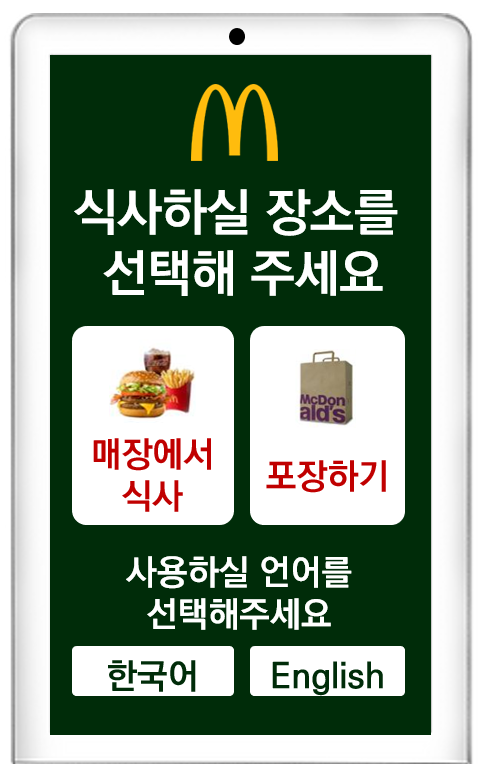 식사하실 장소를
선택해 주세요
McDon
ald's
매장에서
식사
포장하기
사용하실 언어를
선택해주세요
한국어
English